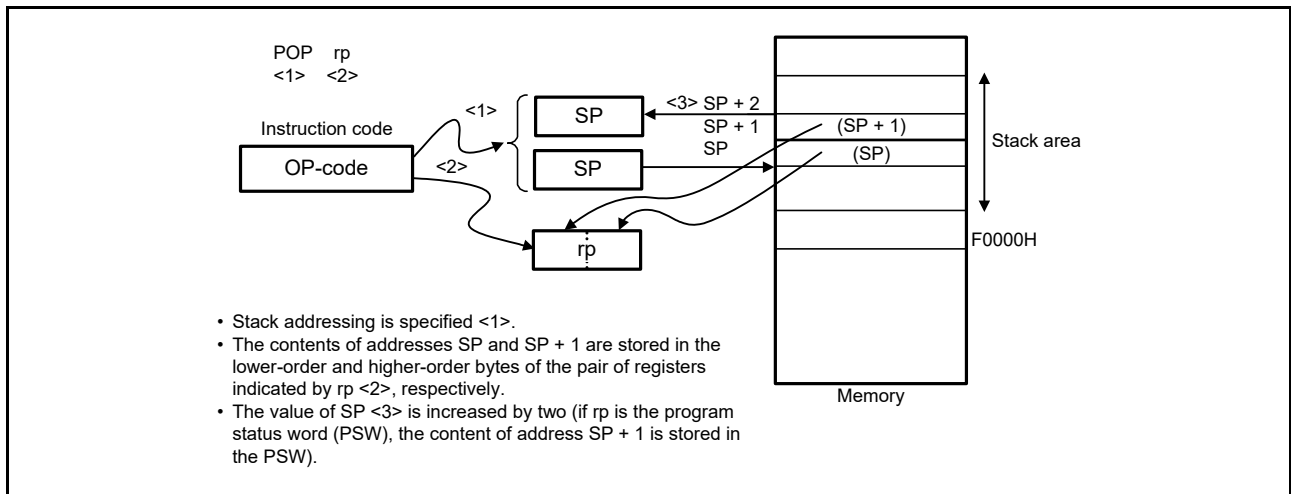 POP rp
<1> <2>
Instruction code
OP-code
<1>
<2>
SP
SP
rp
<3> SP + 2
SP + 1
SP
(SP + 1)
(SP)
Stack area
F0000H
Memory
• Stack addressing is specified <1>.
• The contents of addresses SP and SP + 1 are stored in the
lower-order and higher-order bytes of the pair of registers
indicated by rp <2>, respectively.
• The value of SP <3> is increased by two (if rp is the program
status word (PSW), the content of address SP + 1 is stored in
the PSW).